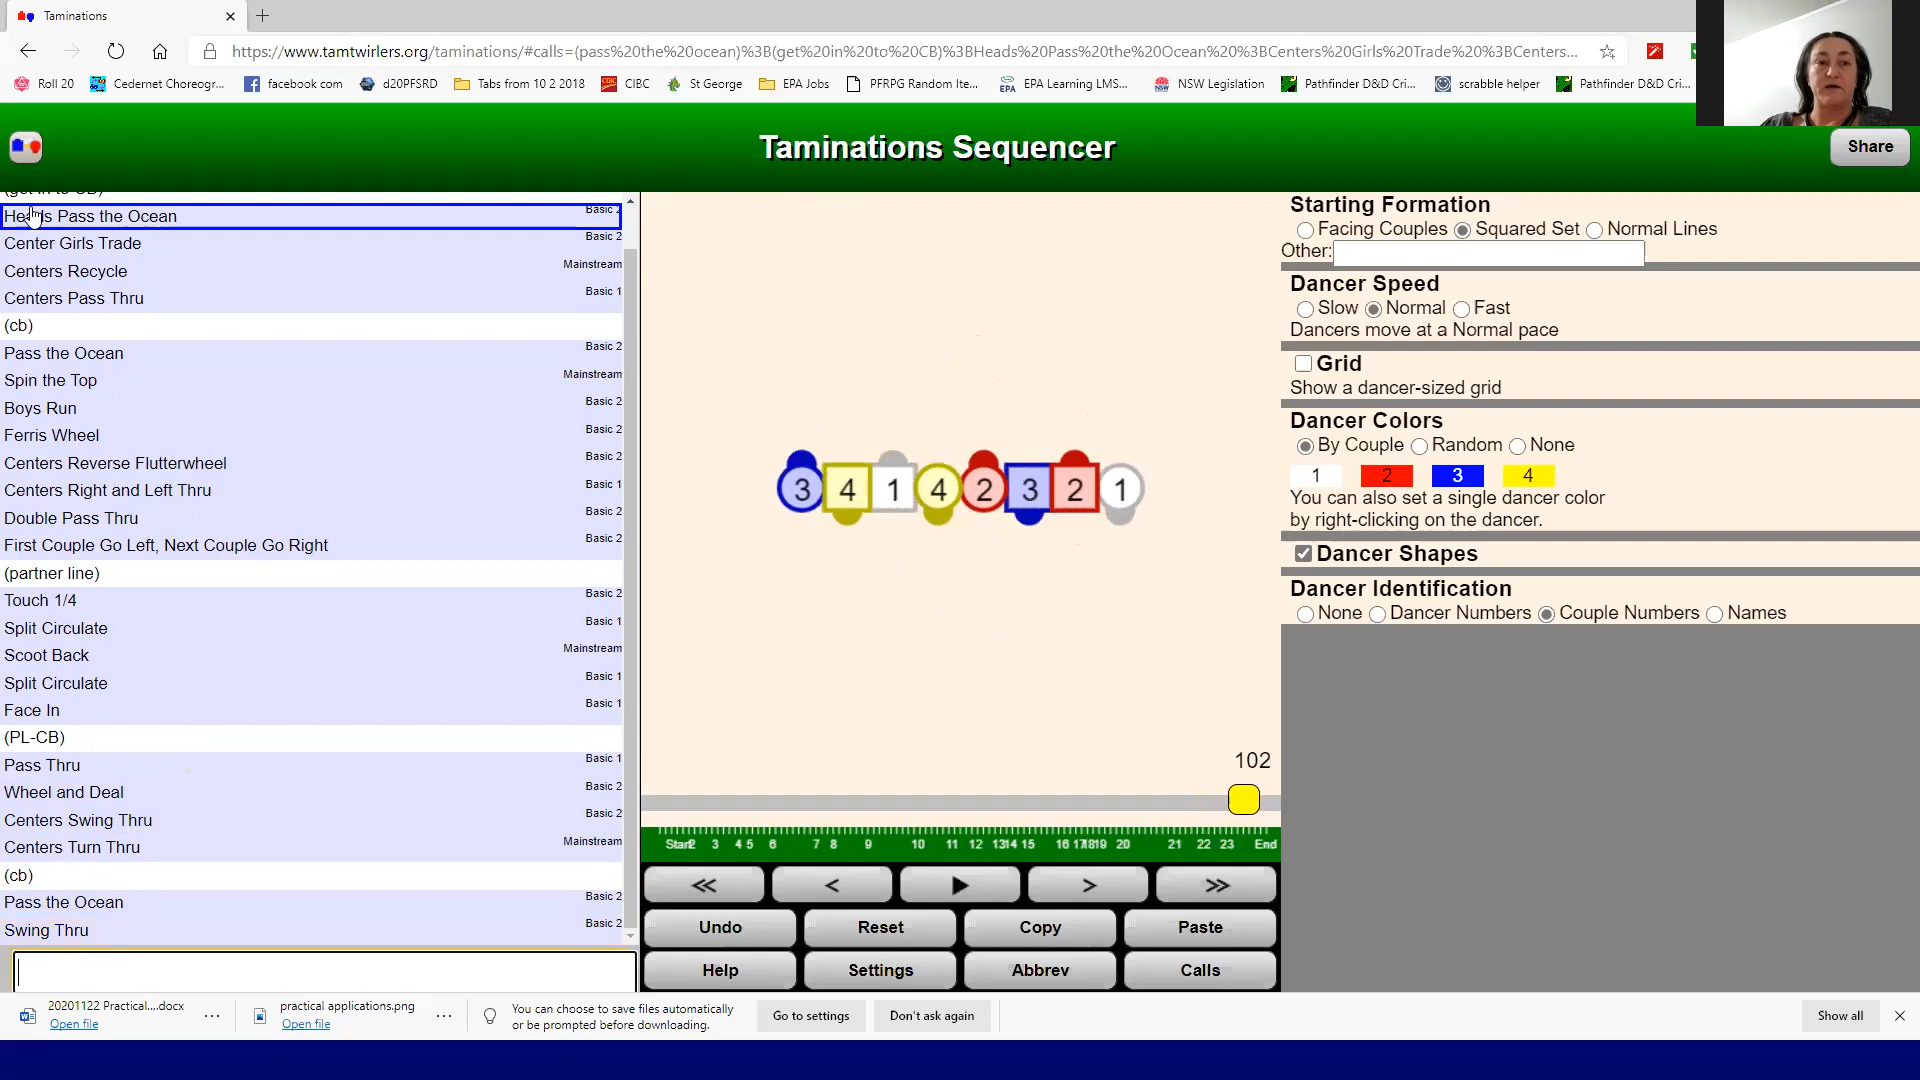 Taminations
https://www.tamtwirlers.org/taminations/#calls=(pass%20the%20ocean)%3B(get%20in%20to%20CB)%3BHeads%20Pass%20the%20Ocean%20%3BCenters%20Girls%20Trade%20%3BCenters...
Roll 20 Cedernet Choreogr... facebook com d20PFSRD Tabs from 10 2 2018 CIBC St George EPA Jobs PFRPG Random Ite... EPA Learning LMS... NSW Legislation Pathfinder D&D Cri... scrabble helper Pathfinder D&D Cri...
Taminations Sequencer
Share
Heads Pass the Ocean Basic 2
Center Girls Trade Basic 2
Centers Recycle Mainstream
Centers Pass Thru Basic 1
(cb)
Pass the Ocean Basic 2
Spin the Top Mainstream
Boys Run Basic 2
Ferris Wheel Basic 2
Centers Reverse Flutterwheel Basic 2
Centers Right and Left Thru Basic 1
Double Pass Thru Basic 2
First Couple Go Left, Next Couple Go Right Basic 2
(partner line)
Touch 1/4 Basic 2
Split Circulate Basic 1
Scoot Back Mainstream
Split Circulate Basic 1
Face In Basic 1
(PL-CB)
Pass Thru Basic 1
Wheel and Deal Basic 2
Centers Swing Thru Basic 2
Centers Turn Thru Mainstream
(cb)
Pass the Ocean Basic 2
Swing Thru Basic 2
3 4 1 4 2 3 2 1
102
Start 2 3 4 5 6 7 8 9 10 11 12 13 14 15 16 17 18 19 20 21 22 23 End
<< < ▶ > >>
Undo Reset Copy Paste
Help Settings Abbrev Calls
Starting Formation
Facing Couples Squared Set Normal Lines
Other:
Dancer Speed
Slow Normal Fast
Dancers move at a Normal pace
Grid
Show a dancer-sized grid
Dancer Colors
By Couple Random None
1 2 3 4
You can also set a single dancer color
by right-clicking on the dancer.
Dancer Shapes
Dancer Identification
None Dancer Numbers Couple Numbers Names
20201122 Practical....docx
Open file
practical applications.png
Open file
You can choose to save files automatically
or be prompted before downloading.
Go to settings
Don't ask again
Show all